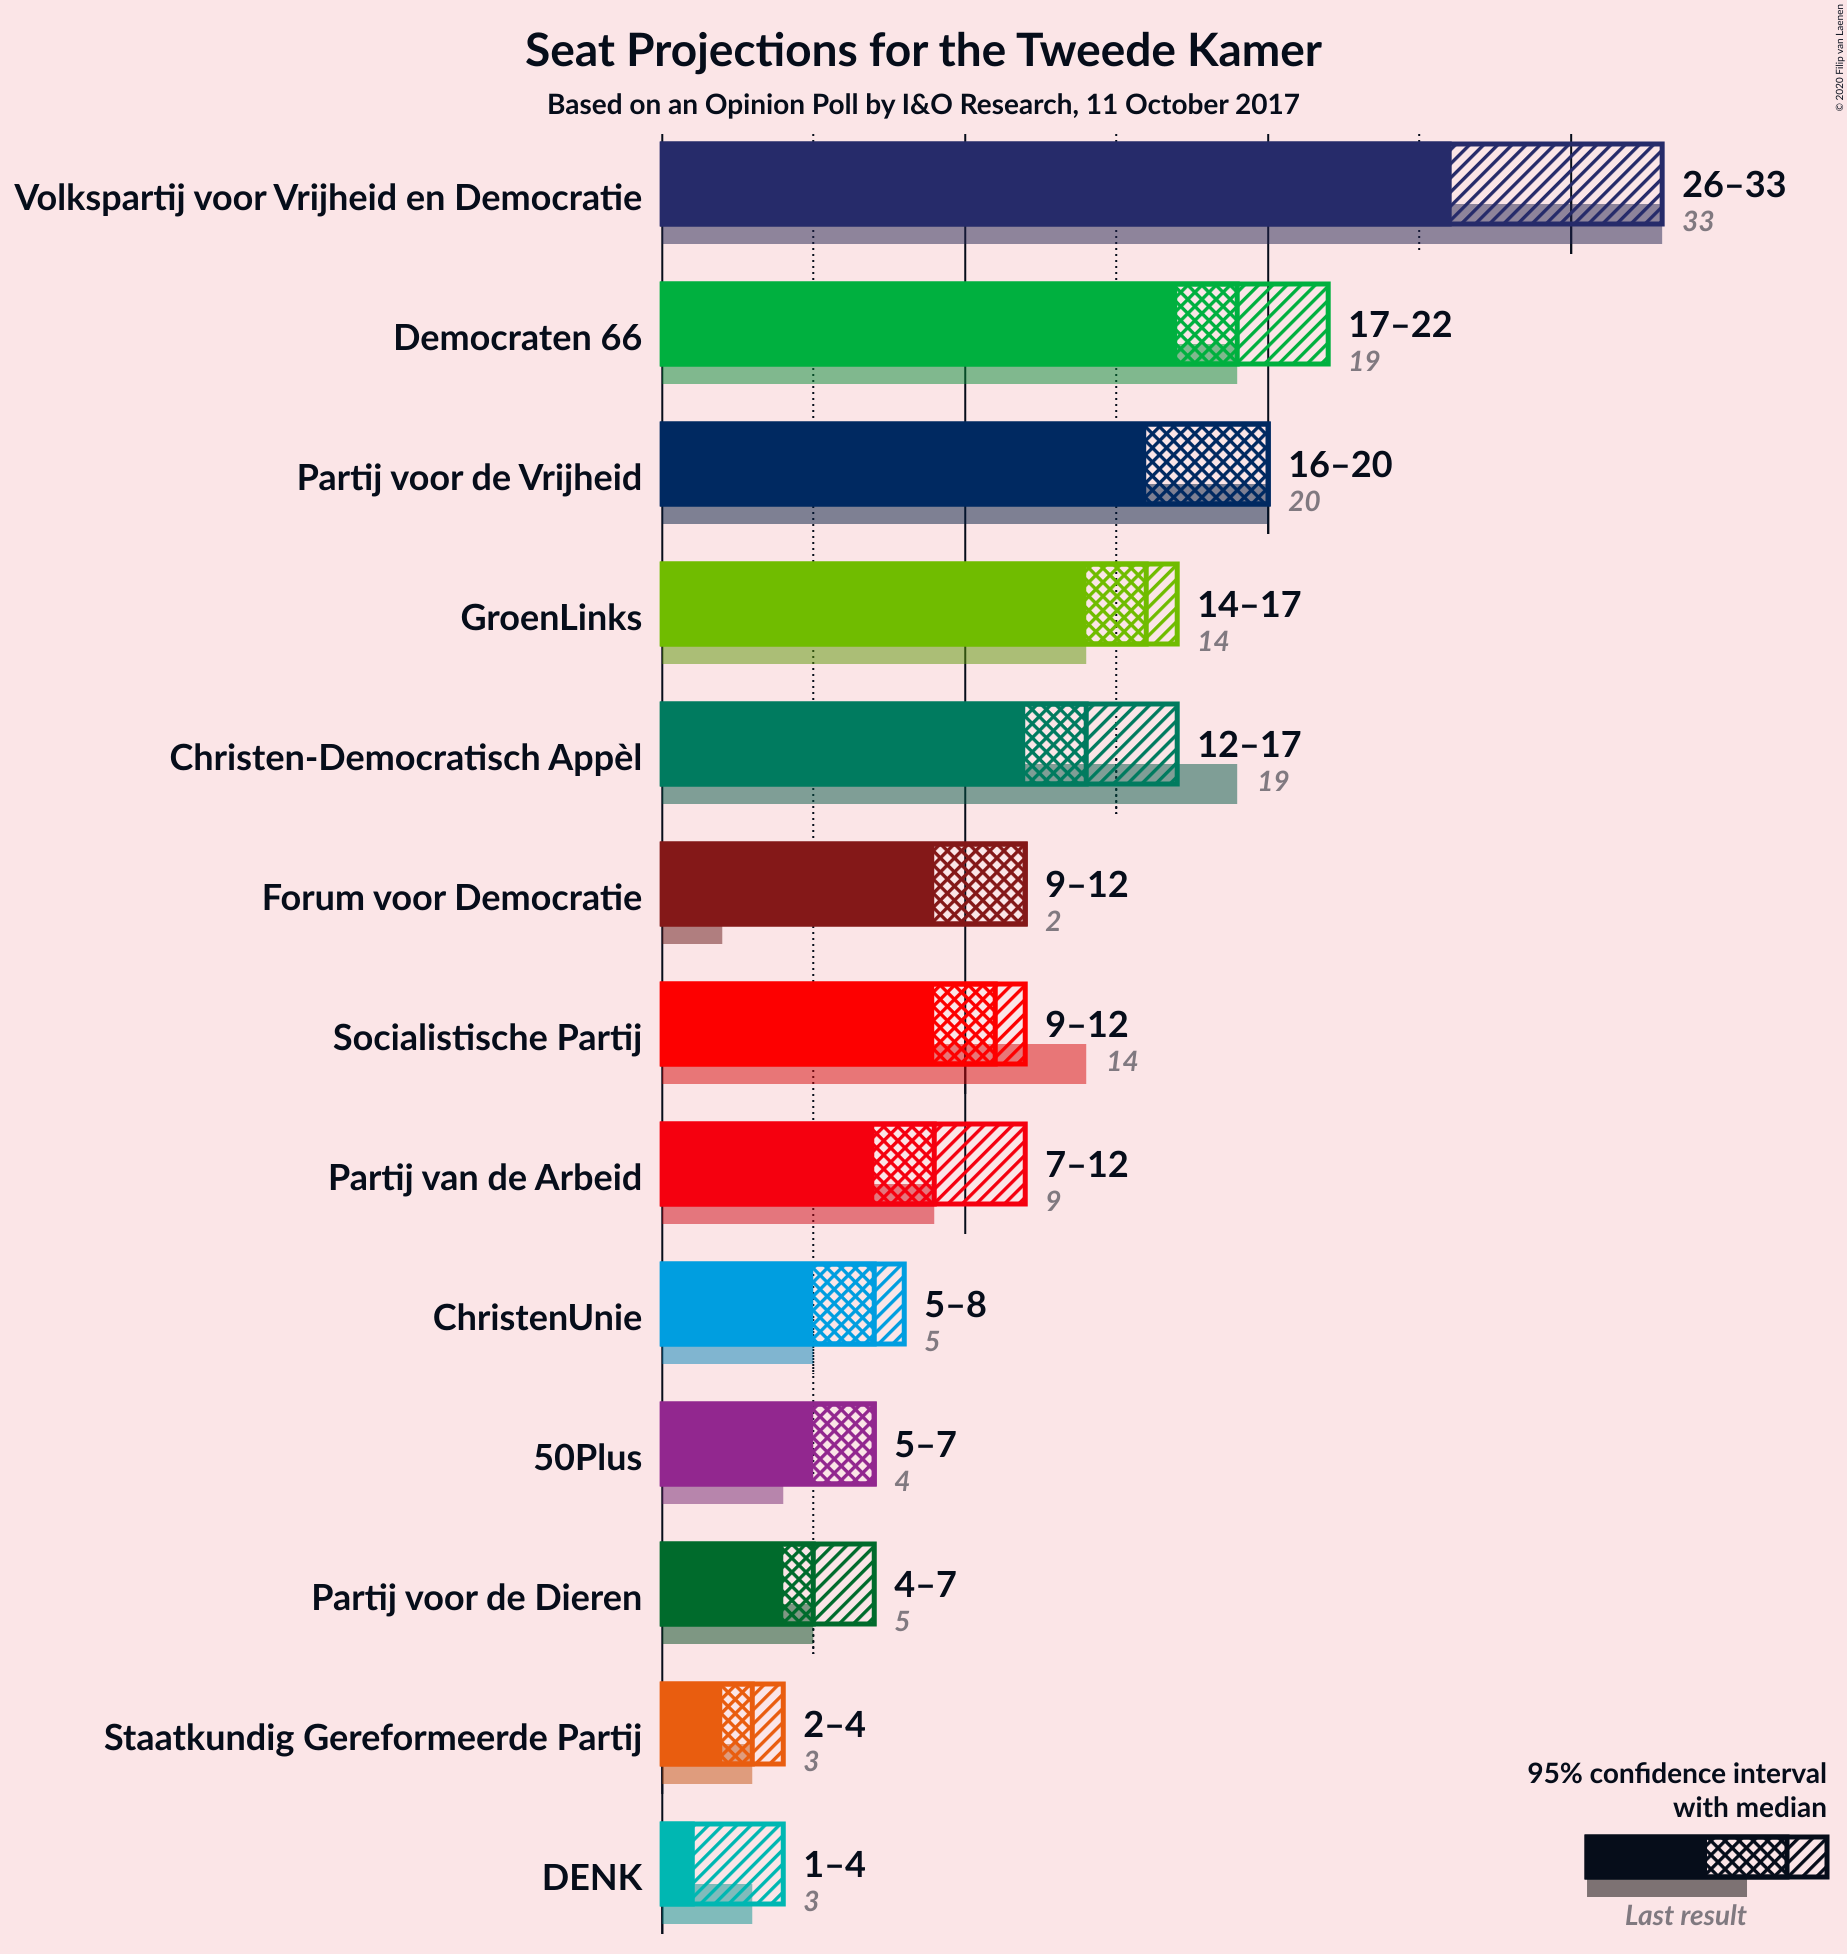 Seat Projections for the Tweede Kamer
Based on an Opinion Poll by I&O Research, 11 October 2017
© 2020 Filip van Laenen
Volkspartij voor Vrijheid en Democratie
26–33
33
Democraten 66
17–22
19
Partij voor de Vrijheid
16–20
20
GroenLinks
14–17
14
Christen-Democratisch Appèl
12–17
19
Forum voor Democratie
9–12
2
Socialistische Partij
9–12
14
Partij van de Arbeid
7–12
9
ChristenUnie
5–8
5
50Plus
5–7
4
Partij voor de Dieren
4–7
5
Staatkundig Gereformeerde Partij
2–4
3
DENK
1–4
3
95% confidence interval
with median
Last result